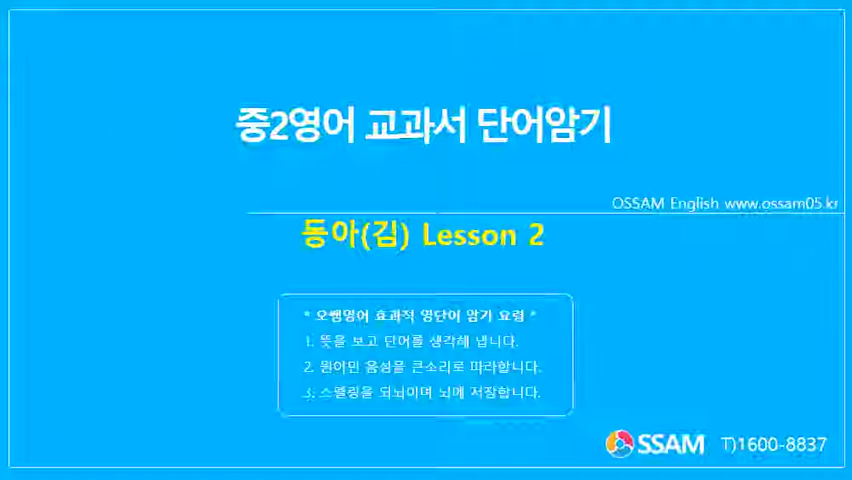 중2영어 교과서 단어암기
OSSAM English www.ossam05.kr
동아(김) Lesson 2
* 오쌤영어 효과적 영단어 암기 요령 *
1. 뜻을 보고 단어를 생각해 냅니다.
2. 원어민 음성을 큰소리로 따라합니다.
3. 스펠링을 되뇌이며 뇌에 저장합니다.
OSSAM T)1600-8837